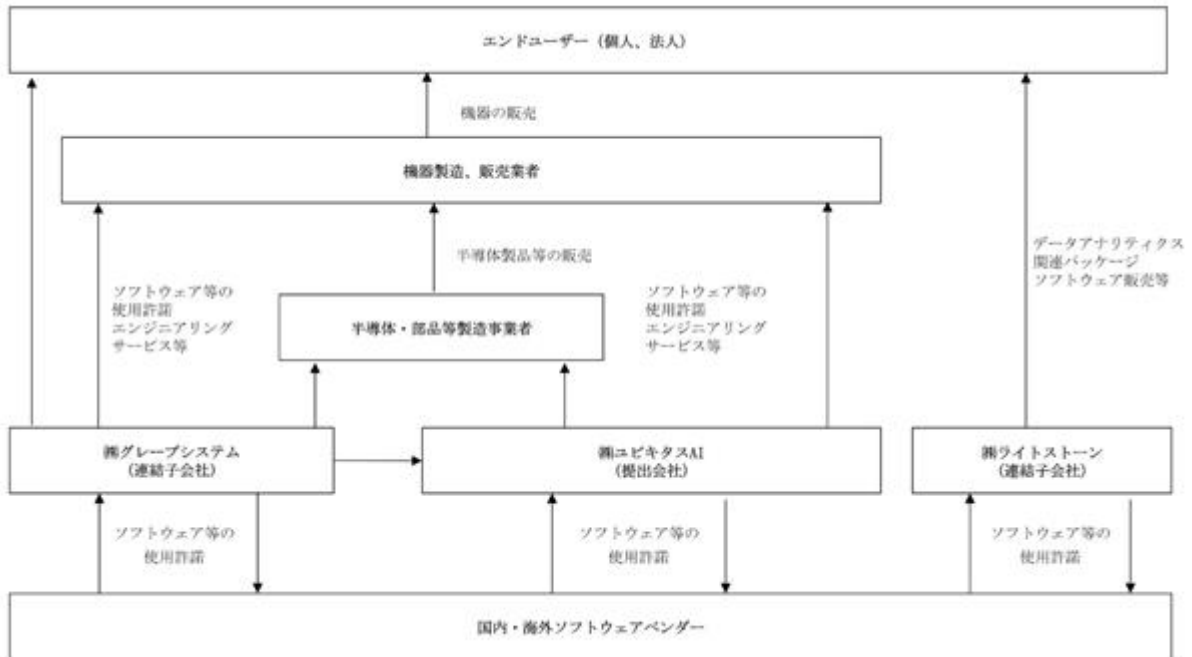 エンドユーザー（個人、法人）
機器の販売
機器製造、販売業者
半導体製品等の販売
データアナリティクス
関連パッケージ
ソフトウェア販売等
ソフトウェア等の
使用許諾
エンジニアリング
サービス等
半導体・部品等製造事業者
ソフトウェア等の
使用許諾
エンジニアリング
サービス等
㈱グレープシステム
（連結子会社）
㈱ユビキタスAI
（提出会社）
㈱ライトストーン
（連結子会社）
ソフトウェア等の
使用許諾
ソフトウェア等の
使用許諾
ソフトウェア等の
使用許諾
国内・海外ソフトウェアベンダー